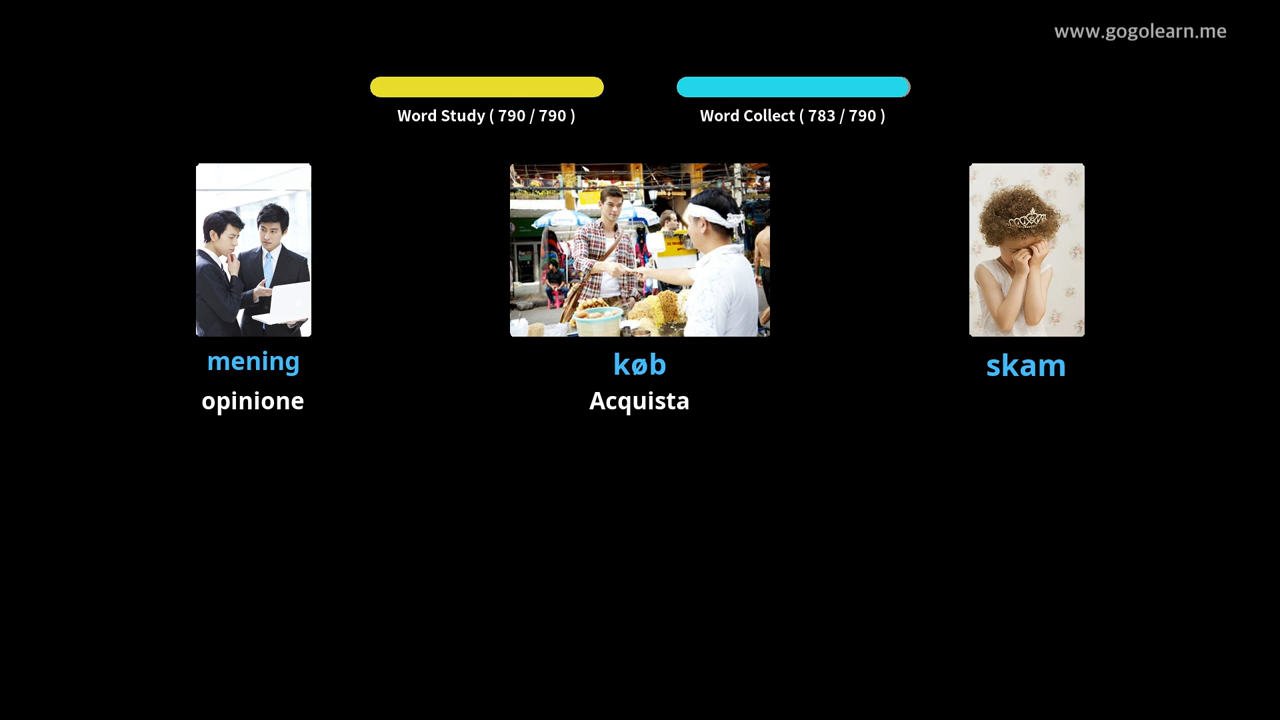 www.gogolearn.me
Word Study ( 790 / 790 )
Word Collect ( 783 / 790 )
mening
opinione
køb
Acquista
skam